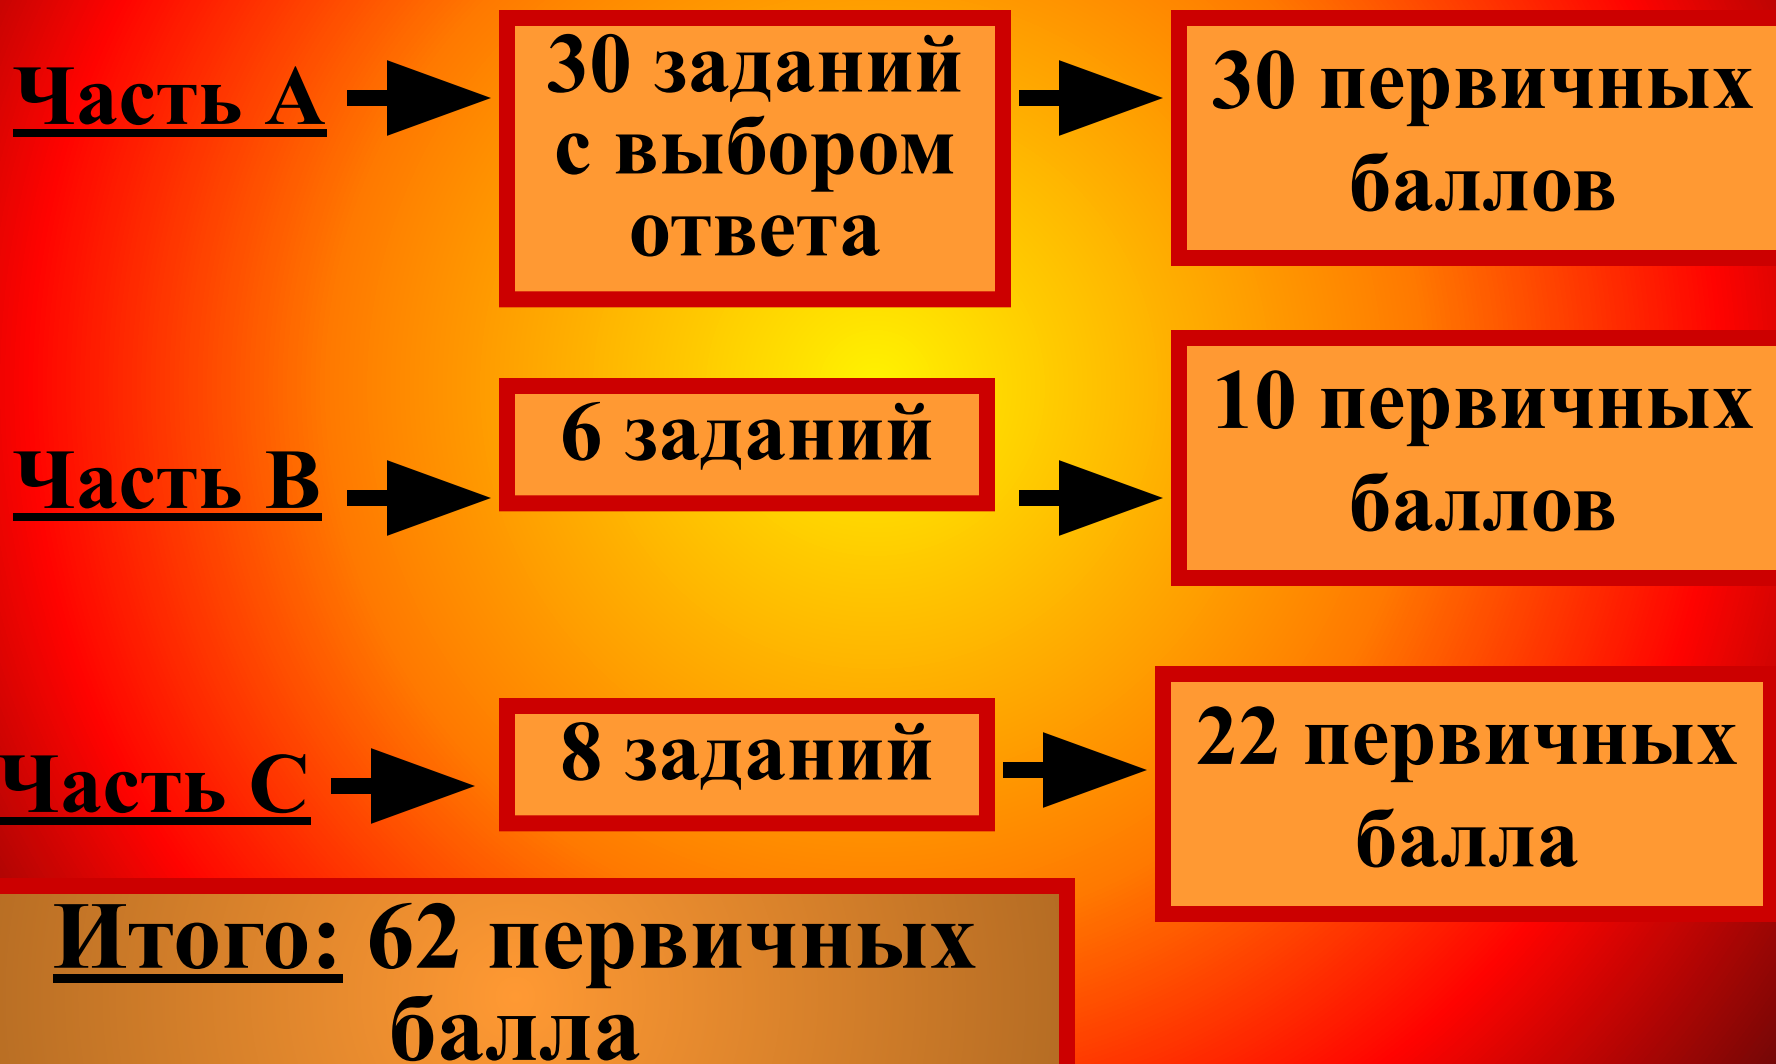 Часть А
30 заданий
с выбором
ответа
30 первичных
баллов
Часть В
6 заданий
10 первичных
баллов
Часть С
8 заданий
22 первичных
балла
Итого: 62 первичных
балла